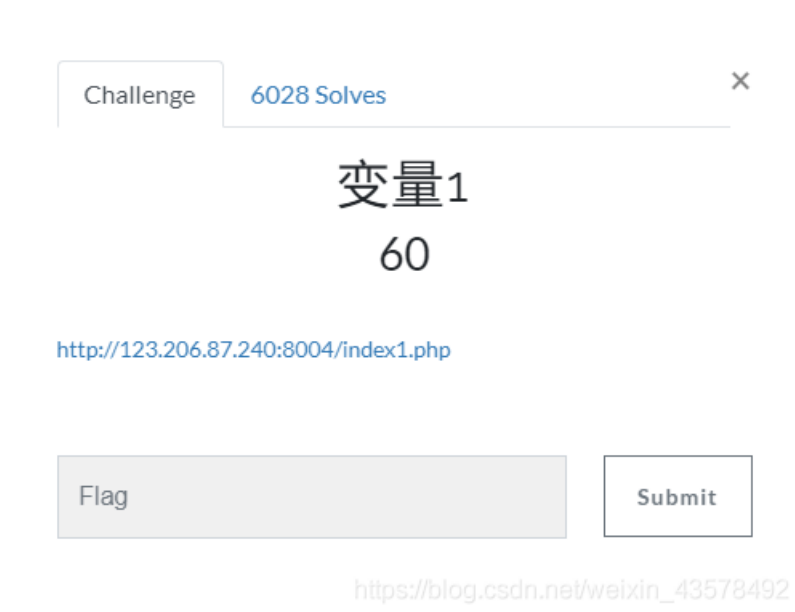 Challenge 6028 Solves ×
变量1
60
http://123.206.87.240:8004/index1.php
Flag Submit
https://blog.csdn.net/weixin_43578492